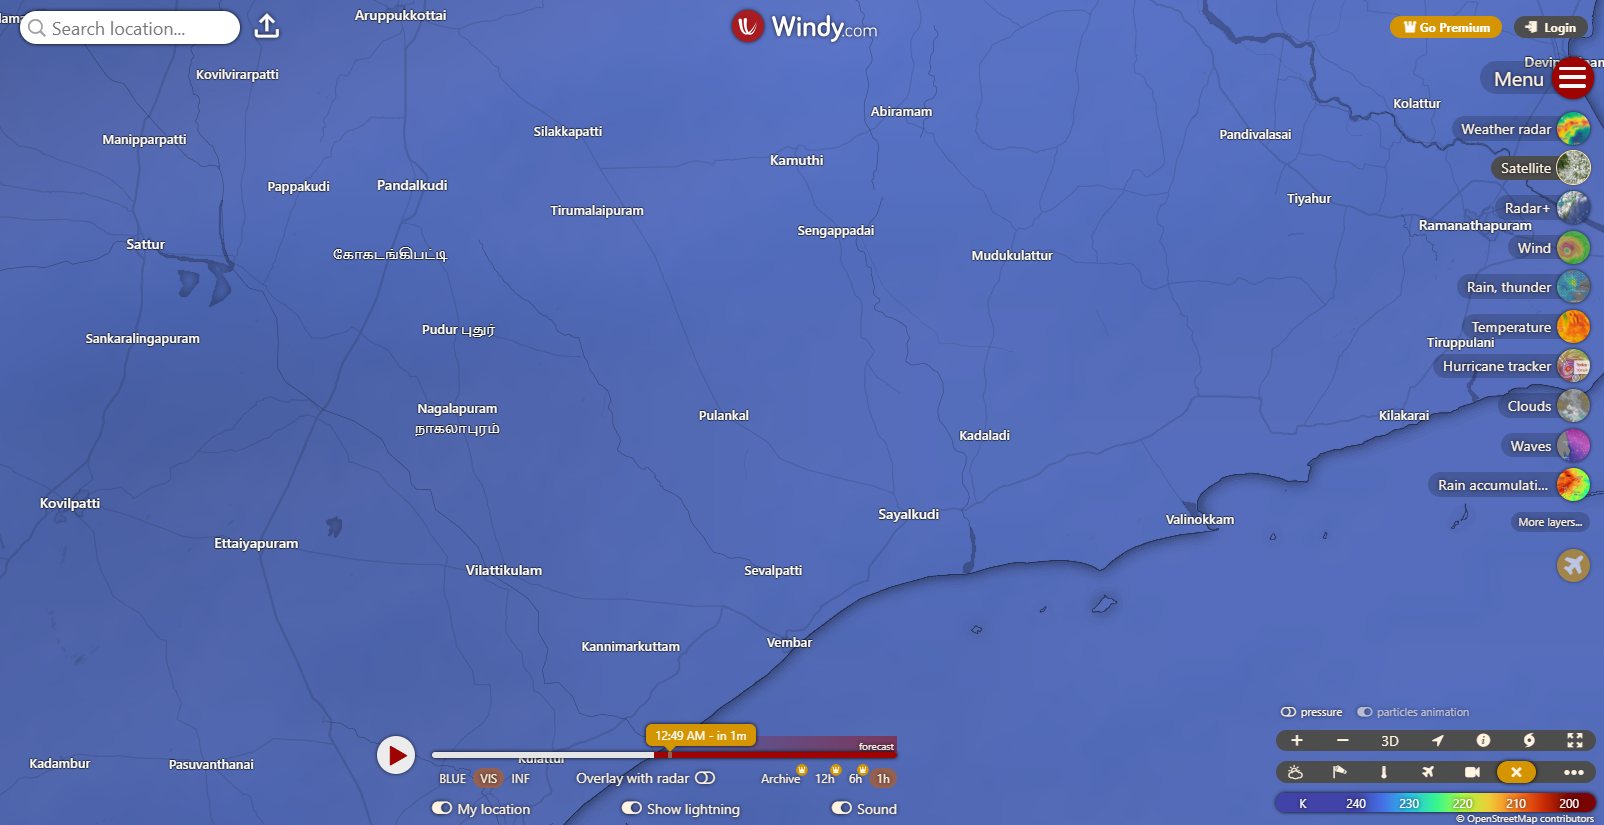 Aruppukkottai
Search location...
Windy.com
Go Premium
Login
Kovilvirarpatti
Menu
Kolattur
Abiramam
Weather radar
Manipparpatti
Silakkapatti
Pandivalasai
Kamuthi
Satellite
Pappakudi
Pandalkudi
Tiyahur
Radar+
Tirumalaipuram
Ramanathapuram
Sengappadai
Sattur
Wind
கோகடங்கிபட்டி
Mudukulattur
Rain, thunder
Temperature
Pudur புதுர்
Sankaralingapuram
Tiruppulani
Hurricane tracker
Clouds
Nagalapuram
நாகலாபுரம்
Pulankal
Kilakarai
Kadaladi
Waves
Rain accumulati...
Kovilpatti
Sayalkudi
Valinokkam
More layers...
Ettaiyapuram
Vilattikulam
Sevalpatti
Kannimarkuttam
Vembar
pressure
particles animation
12:49 AM - in 1m
forecast
3D
Kadambur
Pasuvanthanai
Kulattur
BLUE VIS INF
Overlay with radar
Archive 12h 6h 1h
My location
Show lightning
Sound
K 240 230 220 210 200
© OpenStreetMap contributors